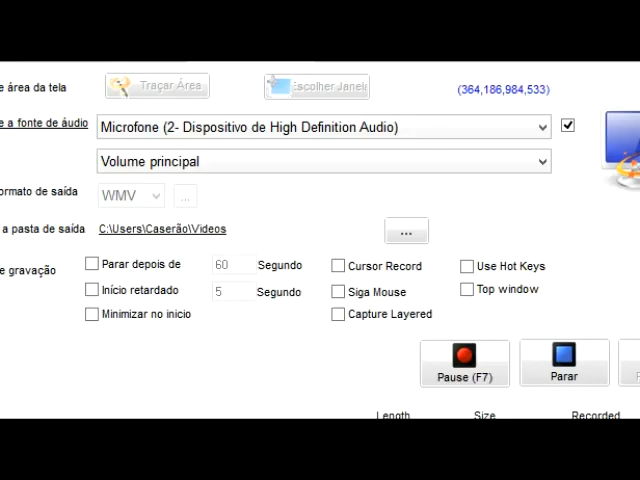 e área da tela Traçar Área Escolher Janela (364,186,984,533)
e a fonte de áudio Microfone (2- Dispositivo de High Definition Audio)
Volume principal
ormato de saída WMV ...
a pasta de saída C:\Users\Caserão\Videos ...
e gravação Parar depois de 60 Segundo Cursor Record Use Hot Keys
Início retardado 5 Segundo Siga Mouse Top window
Minimizar no inicio Capture Layered
Pause (F7) Parar
Length Size Recorded